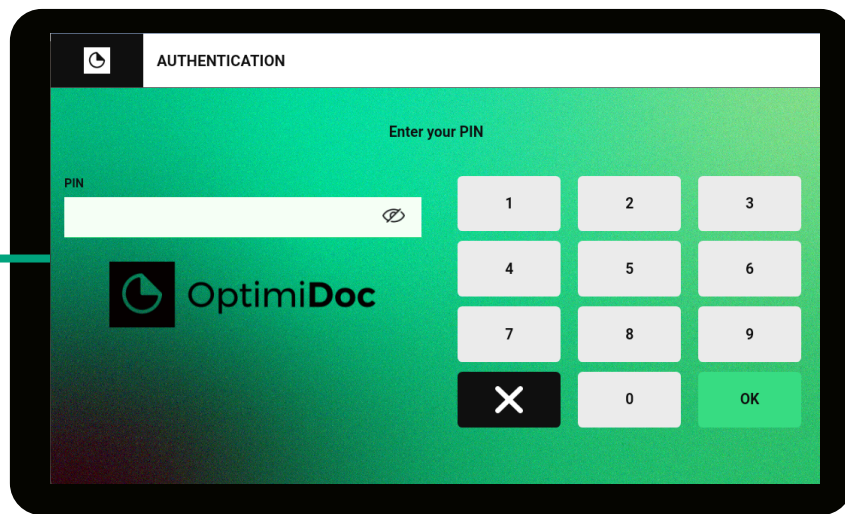 AUTHENTICATION
Enter your PIN
PIN
1 2 3
4 5 6
OptimiDoc
7 8 9
0 OK